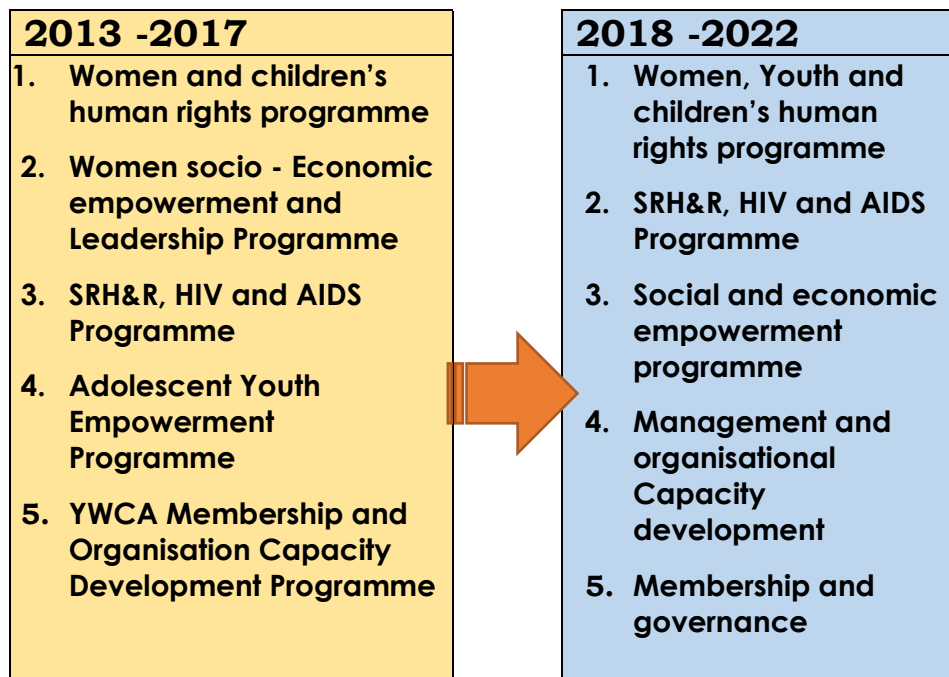 2013 -2017
1. Women and children's
human rights programme
2. Women socio - Economic
empowerment and
Leadership Programme
3. SRH&R, HIV and AIDS
Programme
4. Adolescent Youth
Empowerment
Programme
5. YWCA Membership and
Organisation Capacity
Development Programme
2018 -2022
1. Women, Youth and
children's human
rights programme
2. SRH&R, HIV and AIDS
Programme
3. Social and economic
empowerment
programme
4. Management and
organisational
Capacity
development
5. Membership and
governance